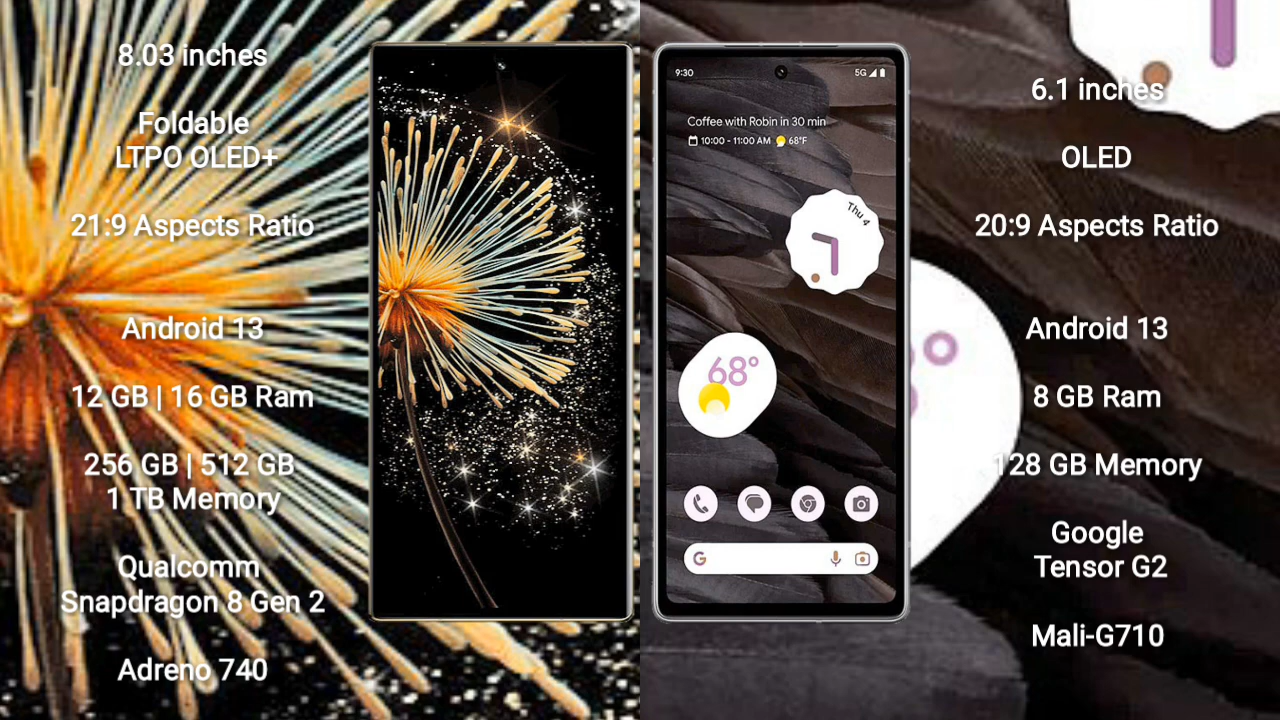 8.03 inches
Foldable
LTPO OLED+
21:9 Aspects Ratio
Android 13
12 GB | 16 GB Ram
256 GB | 512 GB
1 TB Memory
Qualcomm
Snapdragon 8 Gen 2
Adreno 740
9:30
5G
Coffee with Robin in 30 min
10:00 - 11:00 AM 68°F
Thu 4
68°
G
6.1 inches
OLED
20:9 Aspects Ratio
Android 13
8 GB Ram
128 GB Memory
Google
Tensor G2
Mali-G710